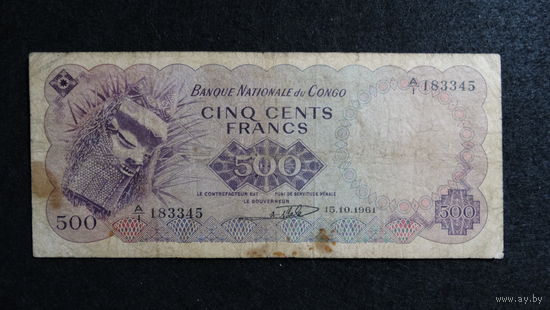 BANQUE NATIONALE du CONGO
A/1 183345
CINQ CENTS
FRANCS
500
LE CONTREFACTEUR EST PUNI DE SERVITUDE PÉNALE
LE GOUVERNEUR
A/1 183345
15.10.1961
500
500
www.ay.by